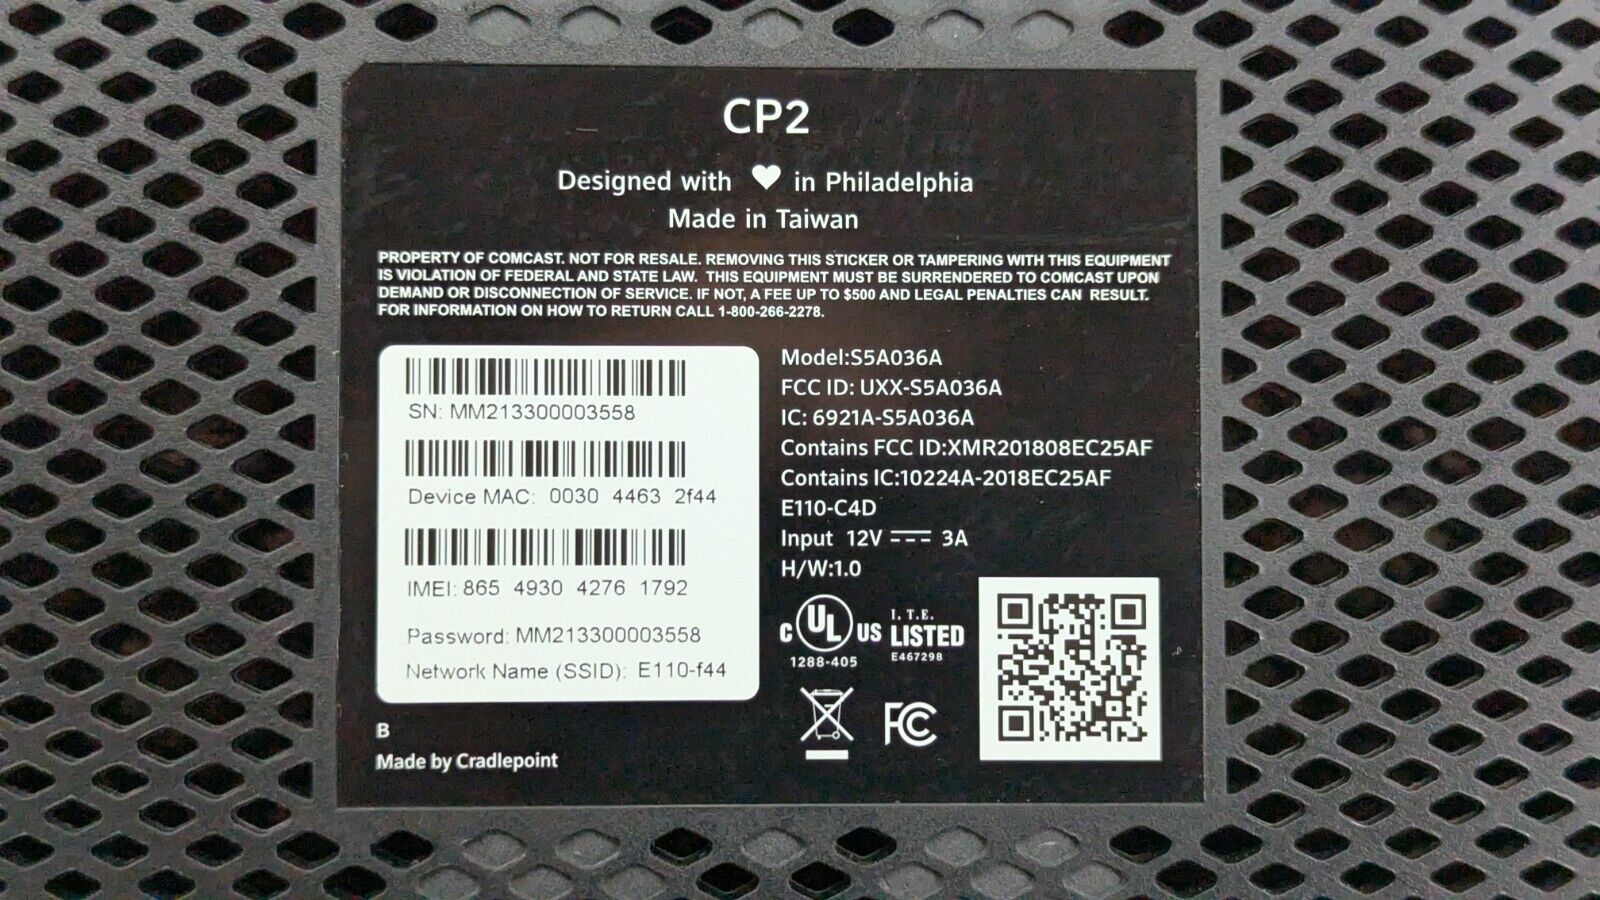 CP2
Designed with ♥ in Philadelphia
Made in Taiwan
PROPERTY OF COMCAST. NOT FOR RESALE. REMOVING THIS STICKER OR TAMPERING WITH THIS EQUIPMENT
IS VIOLATION OF FEDERAL AND STATE LAW. THIS EQUIPMENT MUST BE SURRENDERED TO COMCAST UPON
DEMAND OR DISCONNECTION OF SERVICE. IF NOT, A FEE UP TO $500 AND LEGAL PENALTIES CAN RESULT.
FOR INFORMATION ON HOW TO RETURN CALL 1-800-266-2278.
SN: MM213300003558
Device MAC: 0030 4463 2f44
IMEI: 865 4930 4276 1792
Password: MM213300003558
Network Name (SSID): E110-f44
B
Made by Cradlepoint
Model:S5A036A
FCC ID: UXX-S5A036A
IC: 6921A-S5A036A
Contains FCC ID:XMR201808EC25AF
Contains IC:10224A-2018EC25AF
E110-C4D
Input 12V ⎓ 3A
H/W:1.0
C UL US
1288-405
I.T.E.
LISTED
E467298
FC